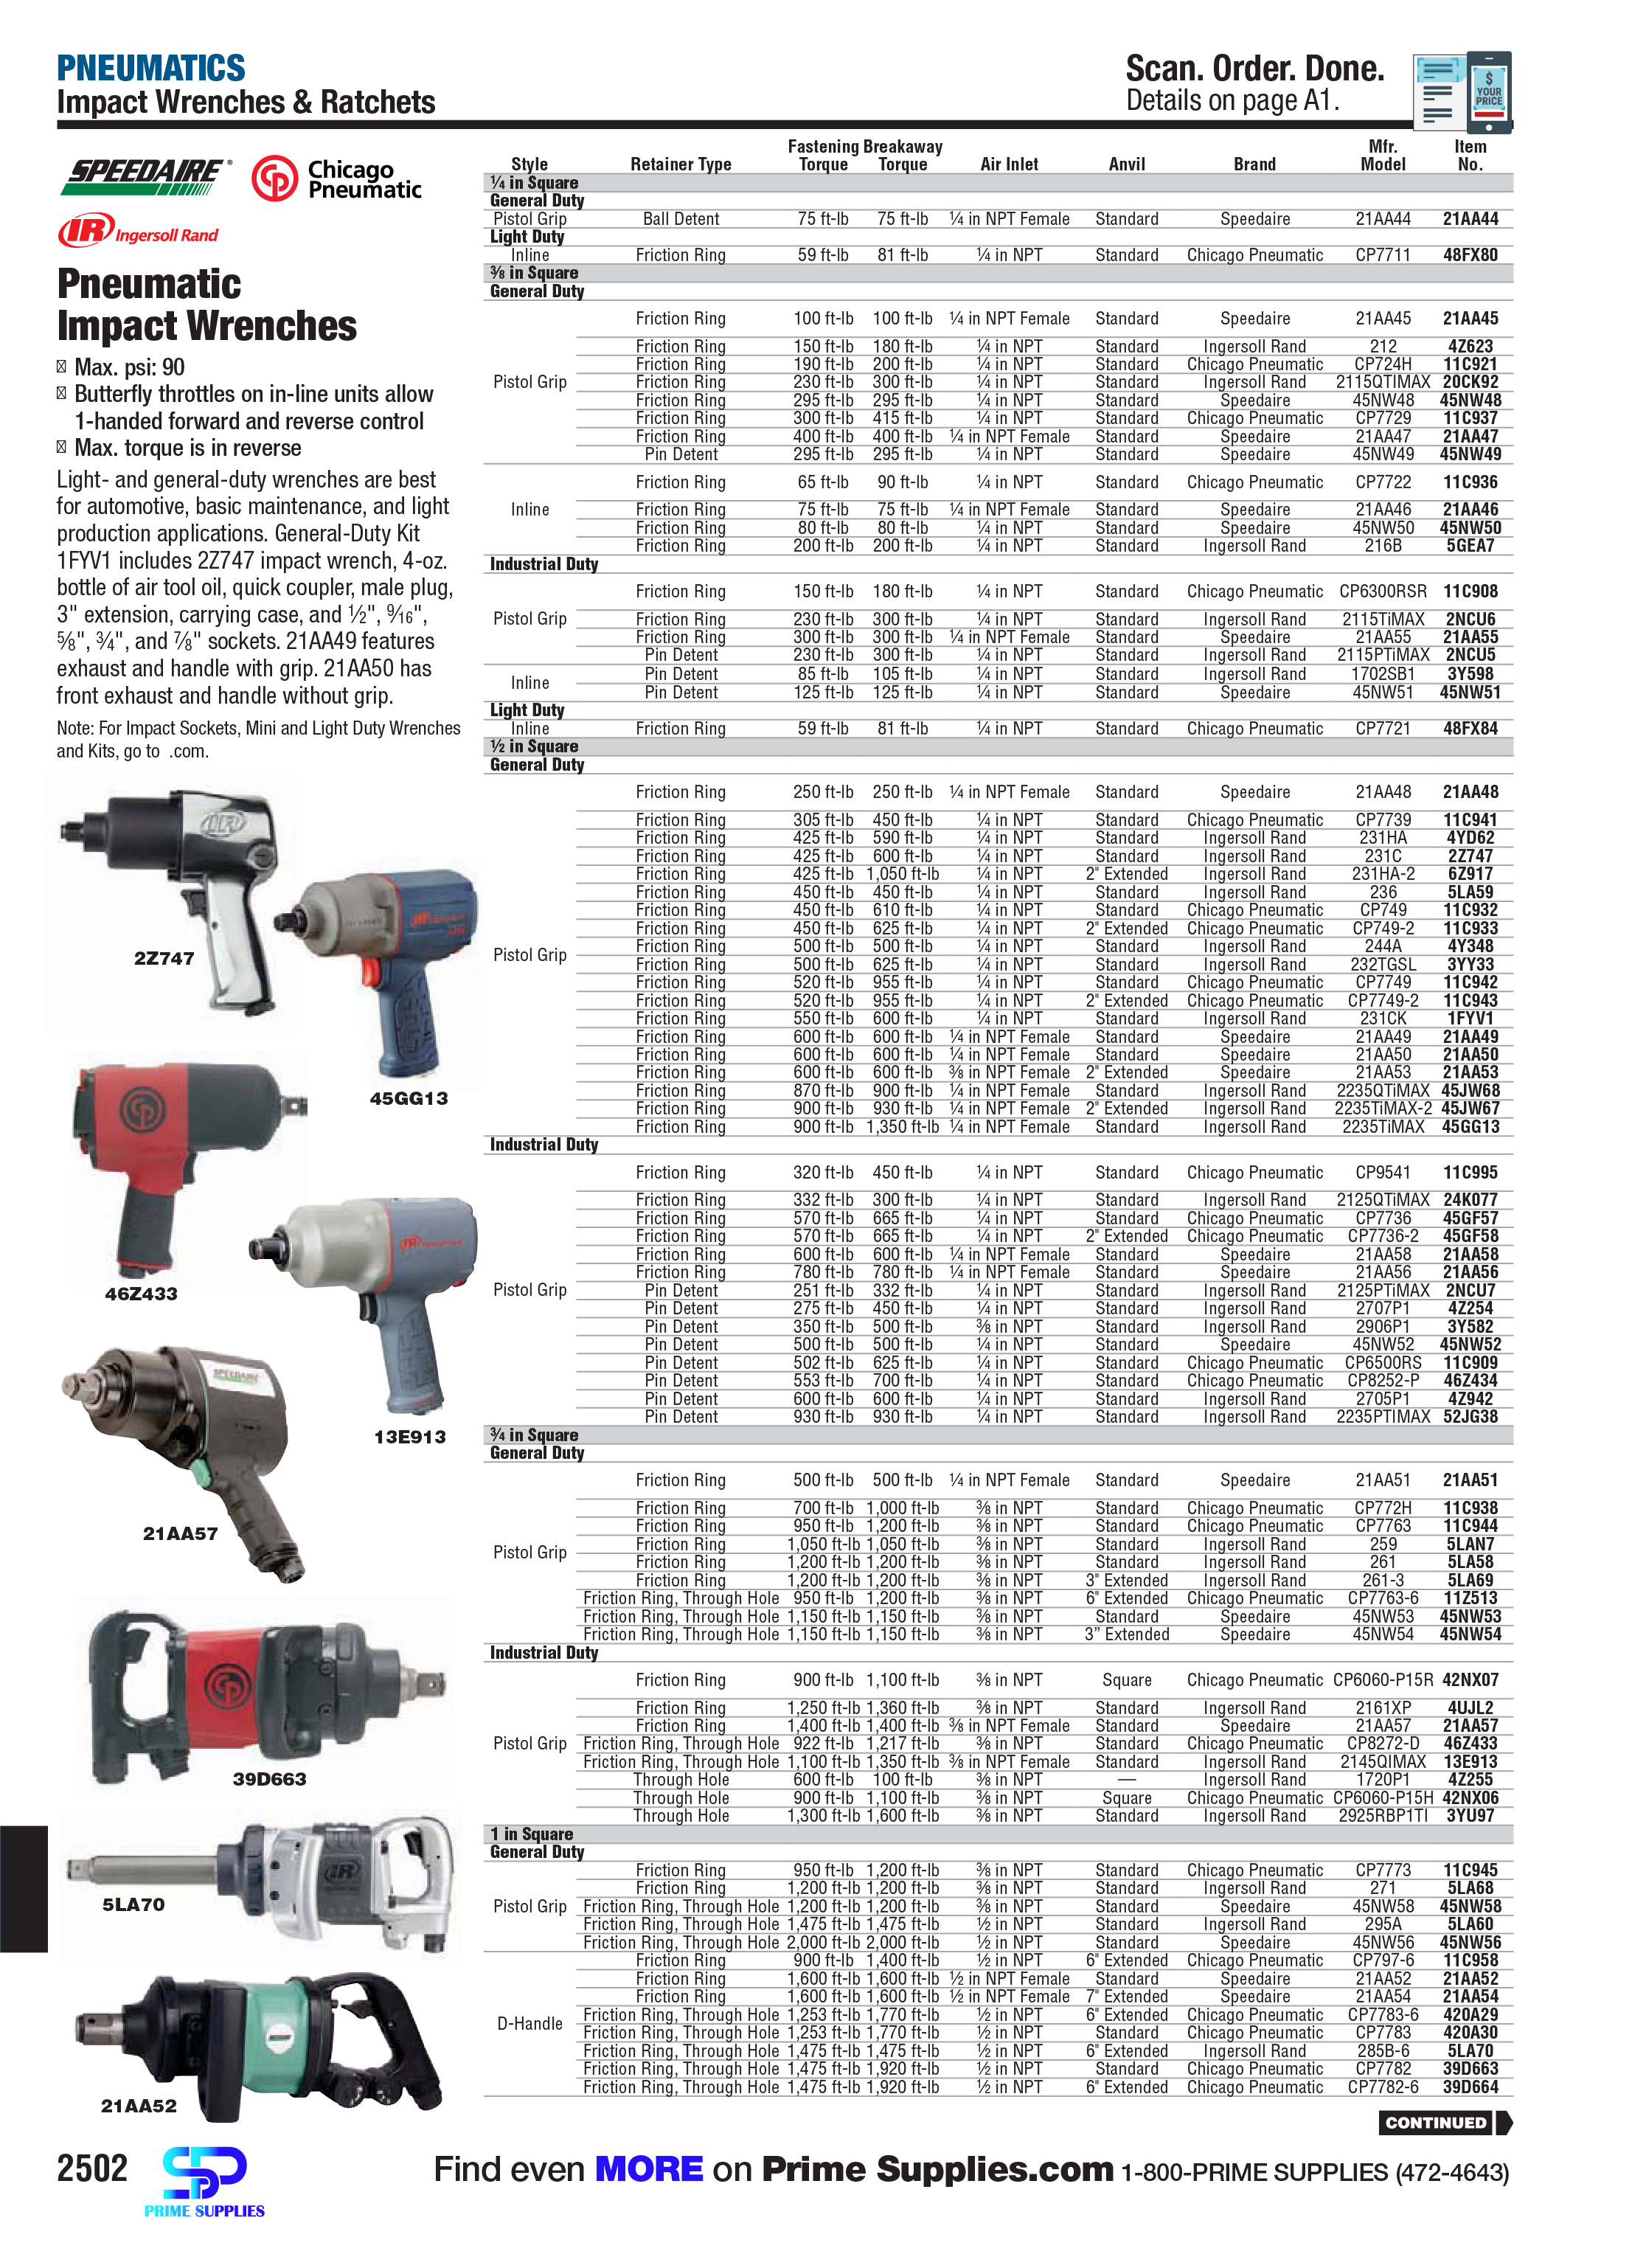 PNEUMATICS
Impact Wrenches & Ratchets
Scan. Order. Done.
Details on page A1.
$
YOUR
PRICE
SPEEDAIRE®
CP Chicago
Pneumatic
IR Ingersoll Rand
Pneumatic
Impact Wrenches
Max. psi: 90
Butterfly throttles on in-line units allow
1-handed forward and reverse control
Max. torque is in reverse
Light- and general-duty wrenches are best
for automotive, basic maintenance, and light
production applications. General-Duty Kit
1FYV1 includes 2Z747 impact wrench, 4-oz.
bottle of air tool oil, quick coupler, male plug,
3" extension, carrying case, and ½", 9⁄16",
⅝", ¾", and ⅞" sockets. 21AA49 features
exhaust and handle with grip. 21AA50 has
front exhaust and handle without grip.
Note: For Impact Sockets, Mini and Light Duty Wrenches
and Kits, go to .com.
2Z747
45GG13
46Z433
13E913
21AA57
39D663
5LA70
21AA52
Style Retainer Type Fastening Torque Breakaway Torque Air Inlet Anvil Brand Mfr. Model Item No.
¼ in Square
General Duty
Pistol Grip Ball Detent 75 ft-lb 75 ft-lb ¼ in NPT Female Standard Speedaire 21AA44 21AA44
Light Duty
Inline Friction Ring 59 ft-lb 81 ft-lb ¼ in NPT Standard Chicago Pneumatic CP7711 48FX80
⅜ in Square
General Duty
Pistol Grip
Friction Ring 100 ft-lb 100 ft-lb ¼ in NPT Female Standard Speedaire 21AA45 21AA45
Friction Ring 150 ft-lb 180 ft-lb ¼ in NPT Standard Ingersoll Rand 212 4Z623
Friction Ring 190 ft-lb 200 ft-lb ¼ in NPT Standard Chicago Pneumatic CP724H 11C921
Friction Ring 230 ft-lb 300 ft-lb ¼ in NPT Standard Ingersoll Rand 2115QTIMAX 20CK92
Friction Ring 295 ft-lb 295 ft-lb ¼ in NPT Standard Speedaire 45NW48 45NW48
Friction Ring 300 ft-lb 415 ft-lb ¼ in NPT Standard Chicago Pneumatic CP7729 11C937
Friction Ring 400 ft-lb 400 ft-lb ¼ in NPT Female Standard Speedaire 21AA47 21AA47
Pin Detent 295 ft-lb 295 ft-lb ¼ in NPT Standard Speedaire 45NW49 45NW49
Inline
Friction Ring 65 ft-lb 90 ft-lb ¼ in NPT Standard Chicago Pneumatic CP7722 11C936
Friction Ring 75 ft-lb 75 ft-lb ¼ in NPT Female Standard Speedaire 21AA46 21AA46
Friction Ring 80 ft-lb 80 ft-lb ¼ in NPT Standard Speedaire 45NW50 45NW50
Friction Ring 200 ft-lb 200 ft-lb ¼ in NPT Standard Ingersoll Rand 216B 5GEA7
Industrial Duty
Pistol Grip
Friction Ring 150 ft-lb 180 ft-lb ¼ in NPT Standard Chicago Pneumatic CP6300RSR 11C908
Friction Ring 230 ft-lb 300 ft-lb ¼ in NPT Standard Ingersoll Rand 2115TiMAX 2NCU6
Friction Ring 300 ft-lb 300 ft-lb ¼ in NPT Female Standard Speedaire 21AA55 21AA55
Pin Detent 230 ft-lb 300 ft-lb ¼ in NPT Standard Ingersoll Rand 2115PTiMAX 2NCU5
Inline
Pin Detent 85 ft-lb 105 ft-lb ¼ in NPT Standard Ingersoll Rand 1702SB1 3Y598
Pin Detent 125 ft-lb 125 ft-lb ¼ in NPT Standard Speedaire 45NW51 45NW51
Light Duty
Inline Friction Ring 59 ft-lb 81 ft-lb ¼ in NPT Standard Chicago Pneumatic CP7721 48FX84
½ in Square
General Duty
Pistol Grip
Friction Ring 250 ft-lb 250 ft-lb ¼ in NPT Female Standard Speedaire 21AA48 21AA48
Friction Ring 305 ft-lb 450 ft-lb ¼ in NPT Standard Chicago Pneumatic CP7739 11C941
Friction Ring 425 ft-lb 590 ft-lb ¼ in NPT Standard Ingersoll Rand 231HA 4YD62
Friction Ring 425 ft-lb 600 ft-lb ¼ in NPT Standard Ingersoll Rand 231C 2Z747
Friction Ring 425 ft-lb 1,050 ft-lb ¼ in NPT 2" Extended Ingersoll Rand 231HA-2 6Z917
Friction Ring 450 ft-lb 450 ft-lb ¼ in NPT Standard Ingersoll Rand 236 5LA59
Friction Ring 450 ft-lb 610 ft-lb ¼ in NPT Standard Chicago Pneumatic CP749 11C932
Friction Ring 450 ft-lb 625 ft-lb ¼ in NPT 2" Extended Chicago Pneumatic CP749-2 11C933
Friction Ring 500 ft-lb 500 ft-lb ¼ in NPT Standard Ingersoll Rand 244A 4Y348
Friction Ring 500 ft-lb 625 ft-lb ¼ in NPT Standard Ingersoll Rand 232TGSL 3YY33
Friction Ring 520 ft-lb 955 ft-lb ¼ in NPT Standard Chicago Pneumatic CP7749 11C942
Friction Ring 520 ft-lb 955 ft-lb ¼ in NPT 2" Extended Chicago Pneumatic CP7749-2 11C943
Friction Ring 550 ft-lb 600 ft-lb ¼ in NPT Standard Ingersoll Rand 231CK 1FYV1
Friction Ring 600 ft-lb 600 ft-lb ¼ in NPT Female Standard Speedaire 21AA49 21AA49
Friction Ring 600 ft-lb 600 ft-lb ¼ in NPT Female Standard Speedaire 21AA50 21AA50
Friction Ring 600 ft-lb 600 ft-lb ⅜ in NPT Female 2" Extended Speedaire 21AA53 21AA53
Friction Ring 870 ft-lb 900 ft-lb ¼ in NPT Female Standard Ingersoll Rand 2235QTiMAX 45JW68
Friction Ring 900 ft-lb 930 ft-lb ¼ in NPT Female 2" Extended Ingersoll Rand 2235TiMAX-2 45JW67
Friction Ring 900 ft-lb 1,350 ft-lb ¼ in NPT Female Standard Ingersoll Rand 2235TiMAX 45GG13
Industrial Duty
Pistol Grip
Friction Ring 320 ft-lb 450 ft-lb ¼ in NPT Standard Chicago Pneumatic CP9541 11C995
Friction Ring 332 ft-lb 300 ft-lb ¼ in NPT Standard Ingersoll Rand 2125QTiMAX 24K077
Friction Ring 570 ft-lb 665 ft-lb ¼ in NPT Standard Chicago Pneumatic CP7736 45GF57
Friction Ring 570 ft-lb 665 ft-lb ¼ in NPT 2" Extended Chicago Pneumatic CP7736-2 45GF58
Friction Ring 600 ft-lb 600 ft-lb ¼ in NPT Female Standard Speedaire 21AA58 21AA58
Friction Ring 780 ft-lb 780 ft-lb ¼ in NPT Female Standard Speedaire 21AA56 21AA56
Pin Detent 251 ft-lb 332 ft-lb ¼ in NPT Standard Ingersoll Rand 2125PTiMAX 2NCU7
Pin Detent 275 ft-lb 450 ft-lb ¼ in NPT Standard Ingersoll Rand 2707P1 4Z254
Pin Detent 350 ft-lb 500 ft-lb ⅜ in NPT Standard Ingersoll Rand 2906P1 3Y582
Pin Detent 500 ft-lb 500 ft-lb ¼ in NPT Standard Speedaire 45NW52 45NW52
Pin Detent 502 ft-lb 625 ft-lb ¼ in NPT Standard Chicago Pneumatic CP6500RS 11C909
Pin Detent 553 ft-lb 700 ft-lb ¼ in NPT Standard Chicago Pneumatic CP8252-P 46Z434
Pin Detent 600 ft-lb 600 ft-lb ¼ in NPT Standard Ingersoll Rand 2705P1 4Z942
Pin Detent 930 ft-lb 930 ft-lb ¼ in NPT Standard Ingersoll Rand 2235PTIMAX 52JG38
¾ in Square
General Duty
Pistol Grip
Friction Ring 500 ft-lb 500 ft-lb ¼ in NPT Female Standard Speedaire 21AA51 21AA51
Friction Ring 700 ft-lb 1,000 ft-lb ⅜ in NPT Standard Chicago Pneumatic CP772H 11C938
Friction Ring 950 ft-lb 1,200 ft-lb ⅜ in NPT Standard Chicago Pneumatic CP7763 11C944
Friction Ring 1,050 ft-lb 1,050 ft-lb ⅜ in NPT Standard Ingersoll Rand 259 5LAN7
Friction Ring 1,200 ft-lb 1,200 ft-lb ⅜ in NPT Standard Ingersoll Rand 261 5LA58
Friction Ring 1,200 ft-lb 1,200 ft-lb ⅜ in NPT 3" Extended Ingersoll Rand 261-3 5LA69
Friction Ring, Through Hole 950 ft-lb 1,200 ft-lb ⅜ in NPT 6" Extended Chicago Pneumatic CP7763-6 11Z513
Friction Ring, Through Hole 1,150 ft-lb 1,150 ft-lb ⅜ in NPT Standard Speedaire 45NW53 45NW53
Friction Ring, Through Hole 1,150 ft-lb 1,150 ft-lb ⅜ in NPT 3” Extended Speedaire 45NW54 45NW54
Industrial Duty
Pistol Grip
Friction Ring 900 ft-lb 1,100 ft-lb ⅜ in NPT Square Chicago Pneumatic CP6060-P15R 42NX07
Friction Ring 1,250 ft-lb 1,360 ft-lb ⅜ in NPT Standard Ingersoll Rand 2161XP 4UJL2
Friction Ring 1,400 ft-lb 1,400 ft-lb ⅜ in NPT Female Standard Speedaire 21AA57 21AA57
Friction Ring, Through Hole 922 ft-lb 1,217 ft-lb ⅜ in NPT Standard Chicago Pneumatic CP8272-D 46Z433
Friction Ring, Through Hole 1,100 ft-lb 1,350 ft-lb ⅜ in NPT Female Standard Ingersoll Rand 2145QIMAX 13E913
Through Hole 600 ft-lb 100 ft-lb ⅜ in NPT — Ingersoll Rand 1720P1 4Z255
Through Hole 900 ft-lb 1,100 ft-lb ⅜ in NPT Square Chicago Pneumatic CP6060-P15H 42NX06
Through Hole 1,300 ft-lb 1,600 ft-lb ⅜ in NPT Standard Ingersoll Rand 2925RBP1TI 3YU97
1 in Square
General Duty
Pistol Grip
Friction Ring 950 ft-lb 1,200 ft-lb ⅜ in NPT Standard Chicago Pneumatic CP7773 11C945
Friction Ring 1,200 ft-lb 1,200 ft-lb ⅜ in NPT Standard Ingersoll Rand 271 5LA68
Friction Ring, Through Hole 1,200 ft-lb 1,200 ft-lb ⅜ in NPT Standard Speedaire 45NW58 45NW58
Friction Ring, Through Hole 1,475 ft-lb 1,475 ft-lb ½ in NPT Standard Ingersoll Rand 295A 5LA60
Friction Ring, Through Hole 2,000 ft-lb 2,000 ft-lb ½ in NPT Standard Speedaire 45NW56 45NW56
D-Handle
Friction Ring 900 ft-lb 1,400 ft-lb ½ in NPT 6" Extended Chicago Pneumatic CP797-6 11C958
Friction Ring 1,600 ft-lb 1,600 ft-lb ½ in NPT Female Standard Speedaire 21AA52 21AA52
Friction Ring 1,600 ft-lb 1,600 ft-lb ½ in NPT Female 7" Extended Speedaire 21AA54 21AA54
Friction Ring, Through Hole 1,253 ft-lb 1,770 ft-lb ½ in NPT 6" Extended Chicago Pneumatic CP7783-6 420A29
Friction Ring, Through Hole 1,253 ft-lb 1,770 ft-lb ½ in NPT Standard Chicago Pneumatic CP7783 420A30
Friction Ring, Through Hole 1,475 ft-lb 1,475 ft-lb ½ in NPT 6" Extended Ingersoll Rand 285B-6 5LA70
Friction Ring, Through Hole 1,475 ft-lb 1,920 ft-lb ½ in NPT Standard Chicago Pneumatic CP7782 39D663
Friction Ring, Through Hole 1,475 ft-lb 1,920 ft-lb ½ in NPT 6" Extended Chicago Pneumatic CP7782-6 39D664
CONTINUED
2502
PRIME SUPPLIES
Find even MORE on Prime Supplies.com 1-800-PRIME SUPPLIES (472-4643)